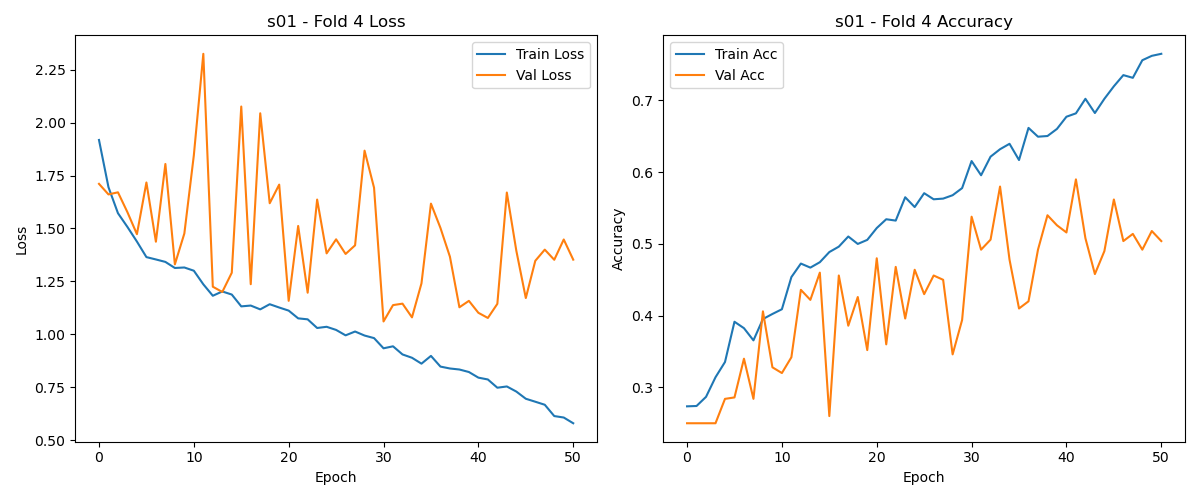 s01 - Fold 4 Loss
Train Loss
Val Loss
2.25
2.00
1.75
1.50
1.25
1.00
0.75
0.50
Loss
0 10 20 30 40 50
Epoch
s01 - Fold 4 Accuracy
Train Acc
Val Acc
0.7
0.6
0.5
0.4
0.3
Accuracy
0 10 20 30 40 50
Epoch